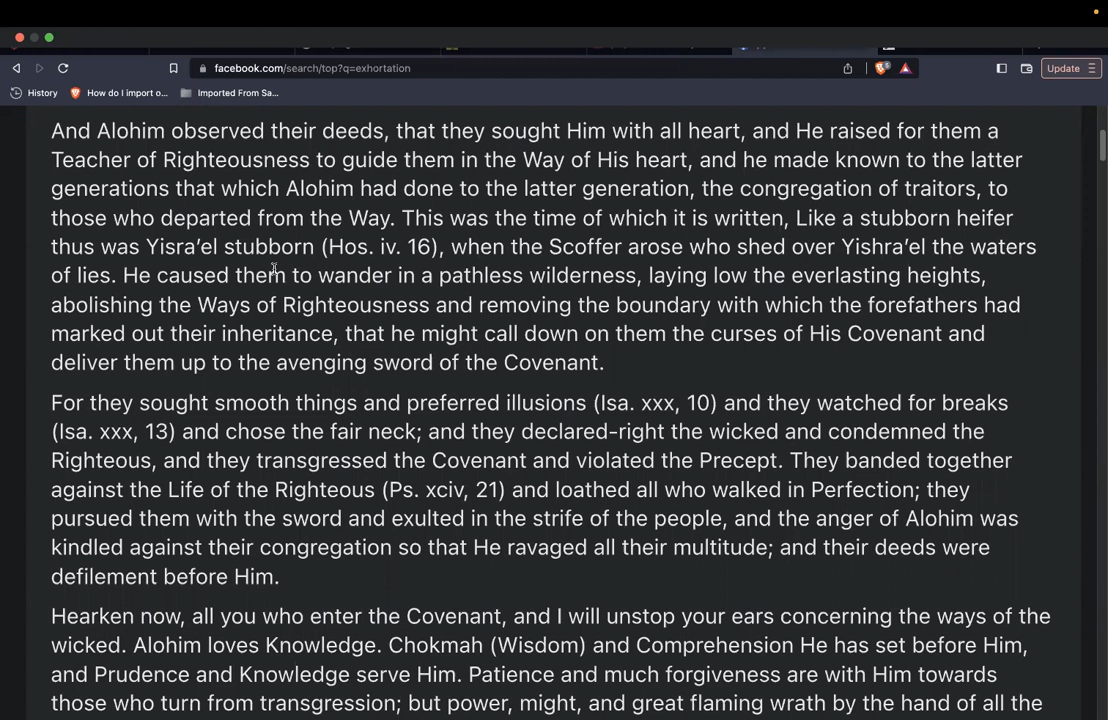 facebook.com/search/top?q=exhortation
5
Update
History
How do I import o...
Imported From Sa...
And Alohim observed their deeds, that they sought Him with all heart, and He raised for them a
Teacher of Righteousness to guide them in the Way of His heart, and he made known to the latter
generations that which Alohim had done to the latter generation, the congregation of traitors, to
those who departed from the Way. This was the time of which it is written, Like a stubborn heifer
thus was Yisra’el stubborn (Hos. iv. 16), when the Scoffer arose who shed over Yishra’el the waters
of lies. He caused them to wander in a pathless wilderness, laying low the everlasting heights,
abolishing the Ways of Righteousness and removing the boundary with which the forefathers had
marked out their inheritance, that he might call down on them the curses of His Covenant and
deliver them up to the avenging sword of the Covenant.
For they sought smooth things and preferred illusions (Isa. xxx, 10) and they watched for breaks
(Isa. xxx, 13) and chose the fair neck; and they declared-right the wicked and condemned the
Righteous, and they transgressed the Covenant and violated the Precept. They banded together
against the Life of the Righteous (Ps. xciv, 21) and loathed all who walked in Perfection; they
pursued them with the sword and exulted in the strife of the people, and the anger of Alohim was
kindled against their congregation so that He ravaged all their multitude; and their deeds were
defilement before Him.
Hearken now, all you who enter the Covenant, and I will unstop your ears concerning the ways of the
wicked. Alohim loves Knowledge. Chokmah (Wisdom) and Comprehension He has set before Him,
and Prudence and Knowledge serve Him. Patience and much forgiveness are with Him towards
those who turn from transgression; but power, might, and great flaming wrath by the hand of all the